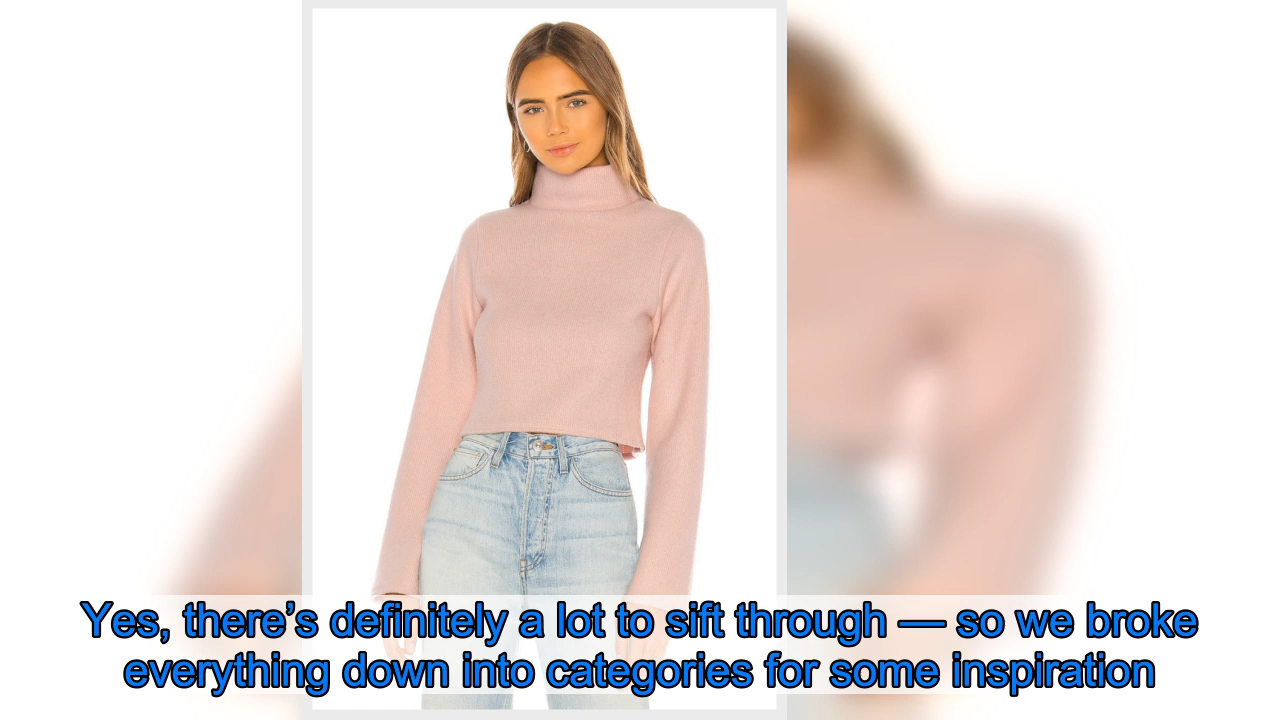 Yes, there’s definitely a lot to sift through — so we broke
everything down into categories for some inspiration